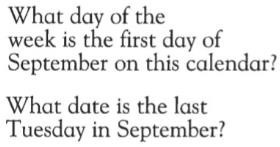 What day of the
week is the first day of
September on this calendar?
What date is the last
Tuesday in September?